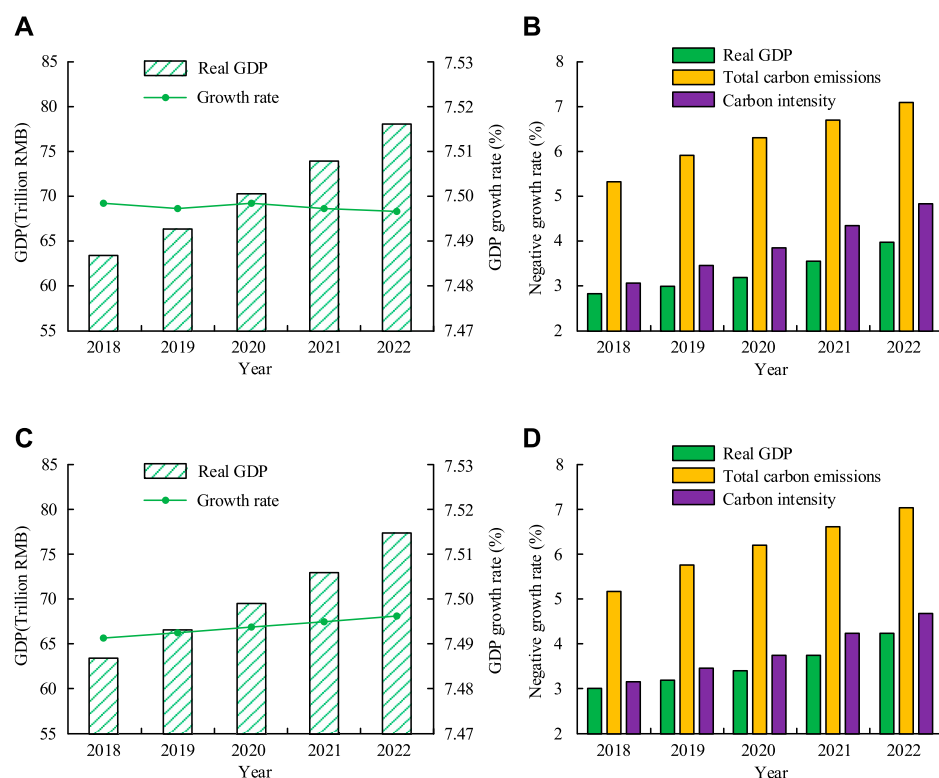 A
GDP(Trillion RMB)
85
80
75
70
65
60
55
Real GDP
Growth rate
7.53
7.52
7.51
7.50
7.49
7.48
7.47
GDP growth rate (%)
2018 2019 2020 2021 2022
Year
B
Negative growth rate (%)
8
7
6
5
4
3
2
Real GDP
Total carbon emissions
Carbon intensity
2018 2019 2020 2021 2022
Year
C
GDP(Trillion RMB)
85
80
75
70
65
60
55
Real GDP
Growth rate
7.53
7.52
7.51
7.50
7.49
7.48
7.47
GDP growth rate (%)
2018 2019 2020 2021 2022
Year
D
Negative growth rate (%)
8
7
6
5
4
3
2
Real GDP
Total carbon emissions
Carbon intensity
2018 2019 2020 2021 2022
Year